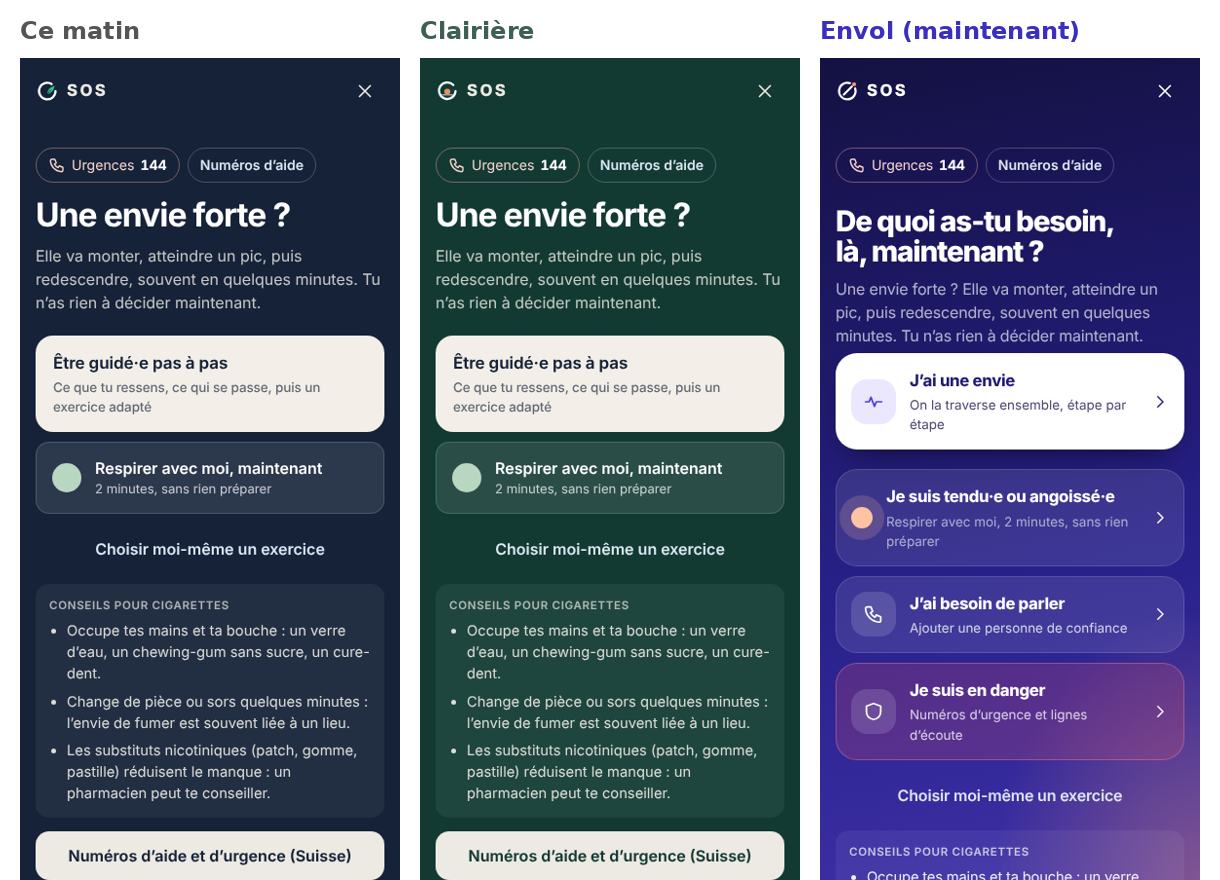 Ce matin
SOS
Urgences 144
Numéros d’aide
Une envie forte ?
Elle va monter, atteindre un pic, puis
redescendre, souvent en quelques minutes. Tu
n’as rien à décider maintenant.
Être guidé·e pas à pas
Ce que tu ressens, ce qui se passe, puis un
exercice adapté
Respirer avec moi, maintenant
2 minutes, sans rien préparer
Choisir moi-même un exercice
CONSEILS POUR CIGARETTES
• Occupe tes mains et ta bouche : un verre
d’eau, un chewing-gum sans sucre, un cure-
dent.
• Change de pièce ou sors quelques minutes :
l’envie de fumer est souvent liée à un lieu.
• Les substituts nicotiniques (patch, gomme,
pastille) réduisent le manque : un
pharmacien peut te conseiller.
Numéros d’aide et d’urgence (Suisse)
Clairière
SOS
Urgences 144
Numéros d’aide
Une envie forte ?
Elle va monter, atteindre un pic, puis
redescendre, souvent en quelques minutes. Tu
n’as rien à décider maintenant.
Être guidé·e pas à pas
Ce que tu ressens, ce qui se passe, puis un
exercice adapté
Respirer avec moi, maintenant
2 minutes, sans rien préparer
Choisir moi-même un exercice
CONSEILS POUR CIGARETTES
• Occupe tes mains et ta bouche : un verre
d’eau, un chewing-gum sans sucre, un cure-
dent.
• Change de pièce ou sors quelques minutes :
l’envie de fumer est souvent liée à un lieu.
• Les substituts nicotiniques (patch, gomme,
pastille) réduisent le manque : un
pharmacien peut te conseiller.
Numéros d’aide et d’urgence (Suisse)
Envol (maintenant)
SOS
Urgences 144
Numéros d’aide
De quoi as-tu besoin,
là, maintenant ?
Une envie forte ? Elle va monter, atteindre un
pic, puis redescendre, souvent en quelques
minutes. Tu n’as rien à décider maintenant.
J’ai une envie
On la traverse ensemble, étape par
étape
Je suis tendu·e ou angoissé·e
Respirer avec moi, 2 minutes, sans rien
préparer
J’ai besoin de parler
Ajouter une personne de confiance
Je suis en danger
Numéros d’urgence et lignes
d’écoute
Choisir moi-même un exercice
CONSEILS POUR CIGARETTES
• Occupe tes mains et ta bouche : un verre